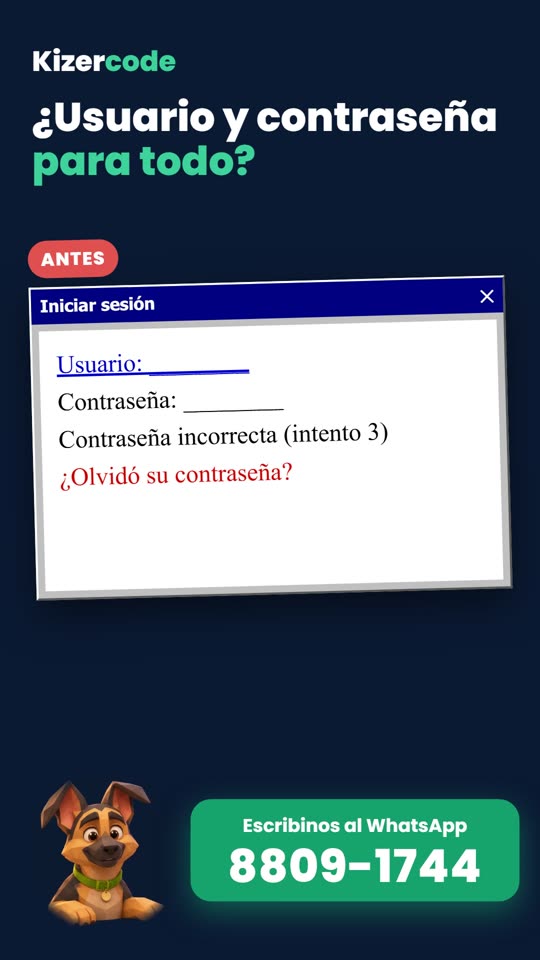 Kizercode
¿Usuario y contraseña
para todo?
ANTES
Iniciar sesión
Usuario: ________
Contraseña: ________
Contraseña incorrecta (intento 3)
¿Olvidó su contraseña?
Escribinos al WhatsApp
8809-1744